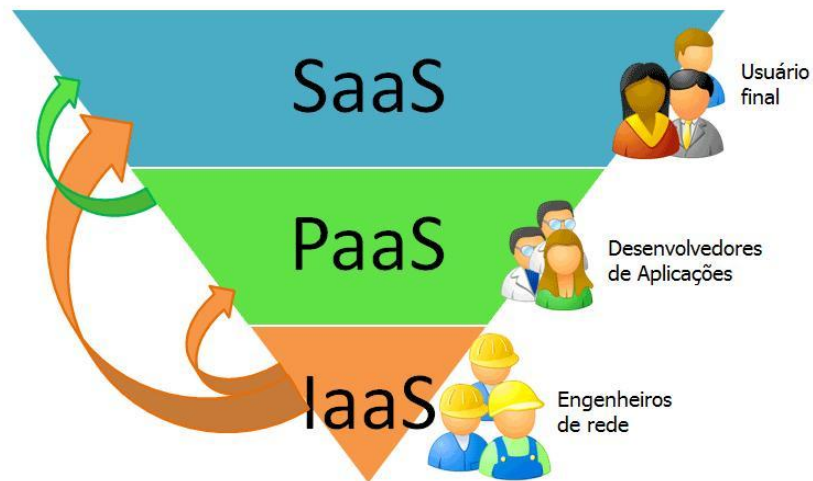 SaaS
Usuário
final
PaaS
Desenvolvedores
de Aplicações
IaaS
Engenheiros
de rede